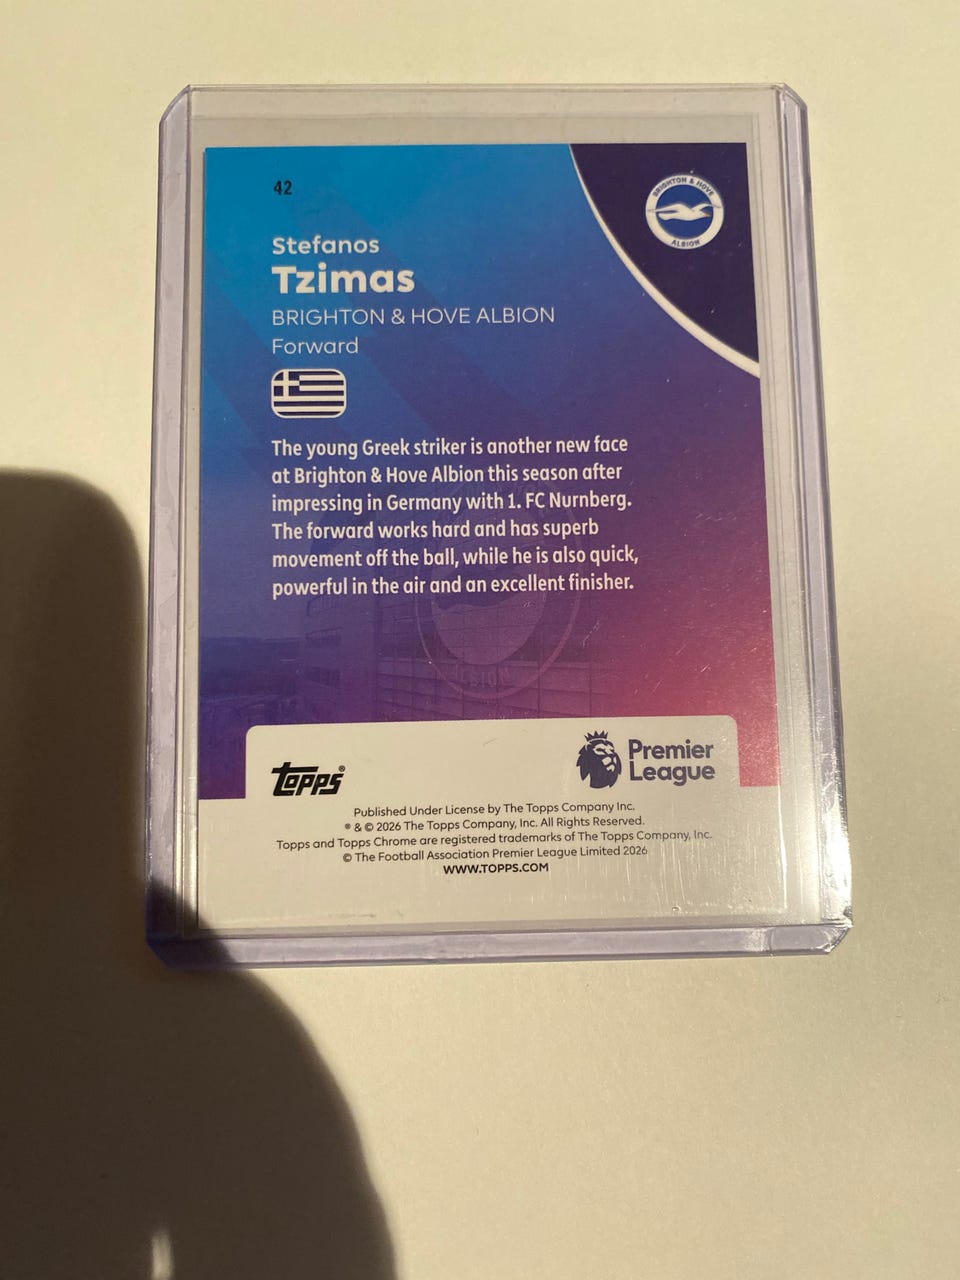 42
BRIGHTON & HOVE
ALBION
Stefanos
Tzimas
BRIGHTON & HOVE ALBION
Forward
The young Greek striker is another new face
at Brighton & Hove Albion this season after
impressing in Germany with 1. FC Nurnberg.
The forward works hard and has superb
movement off the ball, while he is also quick,
powerful in the air and an excellent finisher.
ALBION
Topps®
Premier
League
Published Under License by The Topps Company Inc.
® & © 2026 The Topps Company, Inc. All Rights Reserved.
Topps and Topps Chrome are registered trademarks of The Topps Company, Inc.
© The Football Association Premier League Limited 2026
WWW.TOPPS.COM